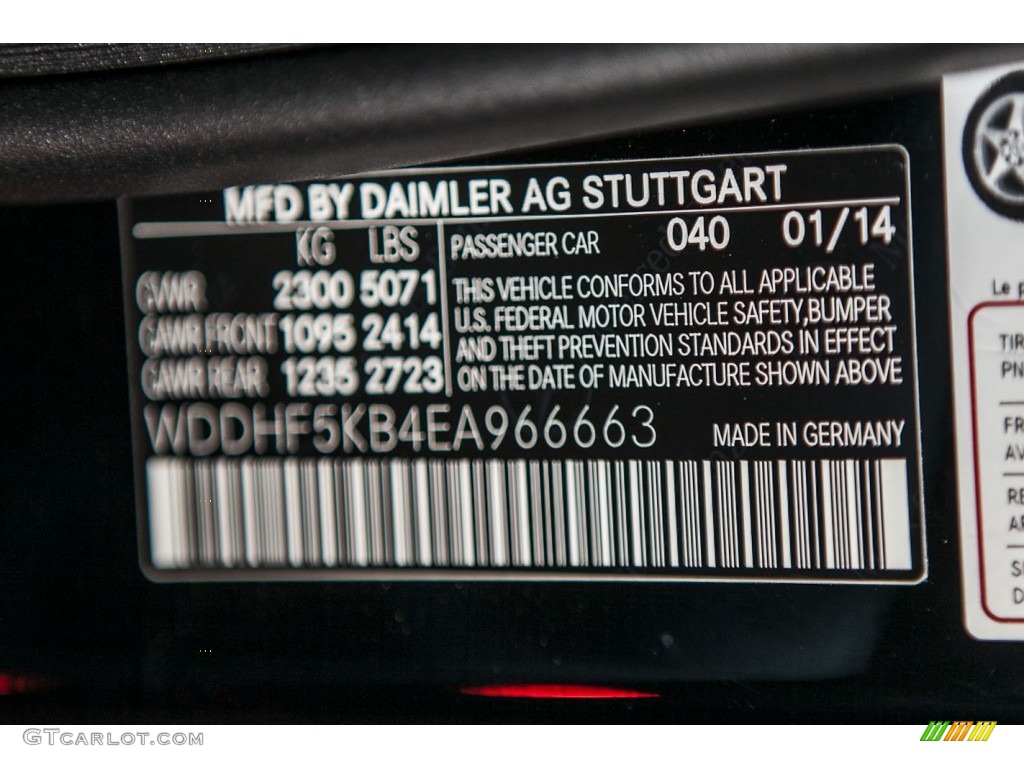 MFD BY DAIMLER AG STUTTGART
KG LBS
GVWR 2300 5071
GAWR FRONT 1095 2414
GAWR REAR 1235 2723
PASSENGER CAR 040 01/14
THIS VEHICLE CONFORMS TO ALL APPLICABLE
U.S. FEDERAL MOTOR VEHICLE SAFETY,BUMPER
AND THEFT PREVENTION STANDARDS IN EFFECT
ON THE DATE OF MANUFACTURE SHOWN ABOVE
WDDHF5KB4EA966663
MADE IN GERMANY
Le
GTCARLOT.COM